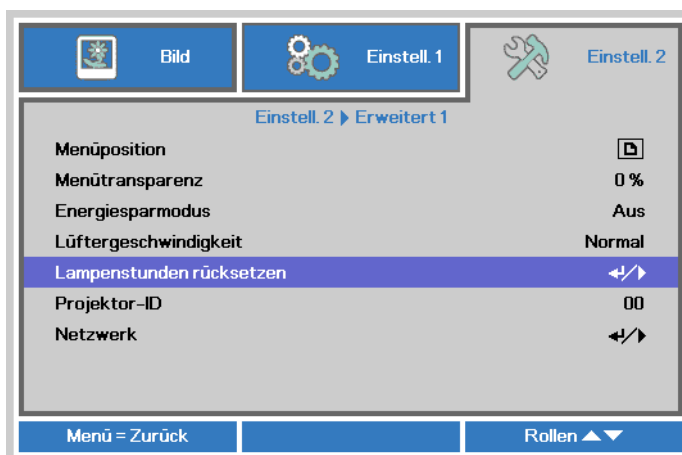 Bild Einstell. 1 Einstell. 2
Einstell. 2 ▶ Erweitert 1
Menüposition
Menütransparenz 0 %
Energiesparmodus Aus
Lüftergeschwindigkeit Normal
Lampenstunden rücksetzen ↵/▶
Projektor-ID 00
Netzwerk ↵/▶
Menü = Zurück Rollen ▲▼